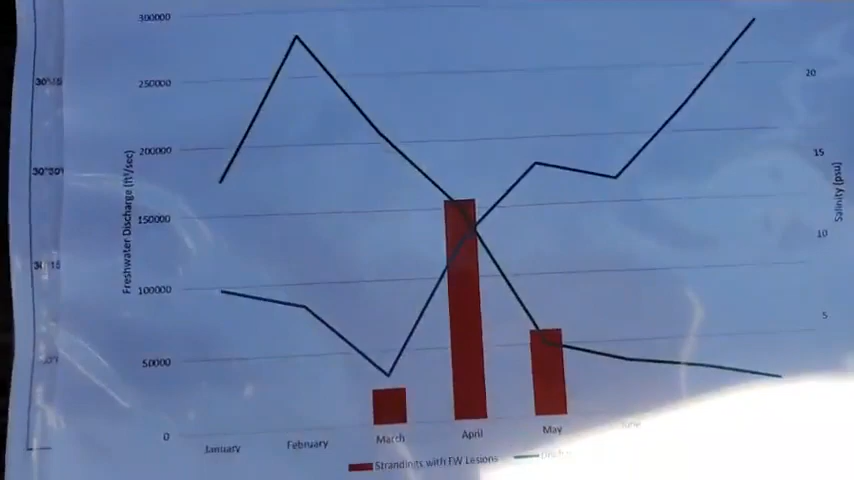 300000
250000
200000
150000
100000
50000
0
Freshwater Discharge (ft³/sec)
20
15
10
5
Salinity (psu)
January
February
March
April
May
June
Strandings with FW Lesions